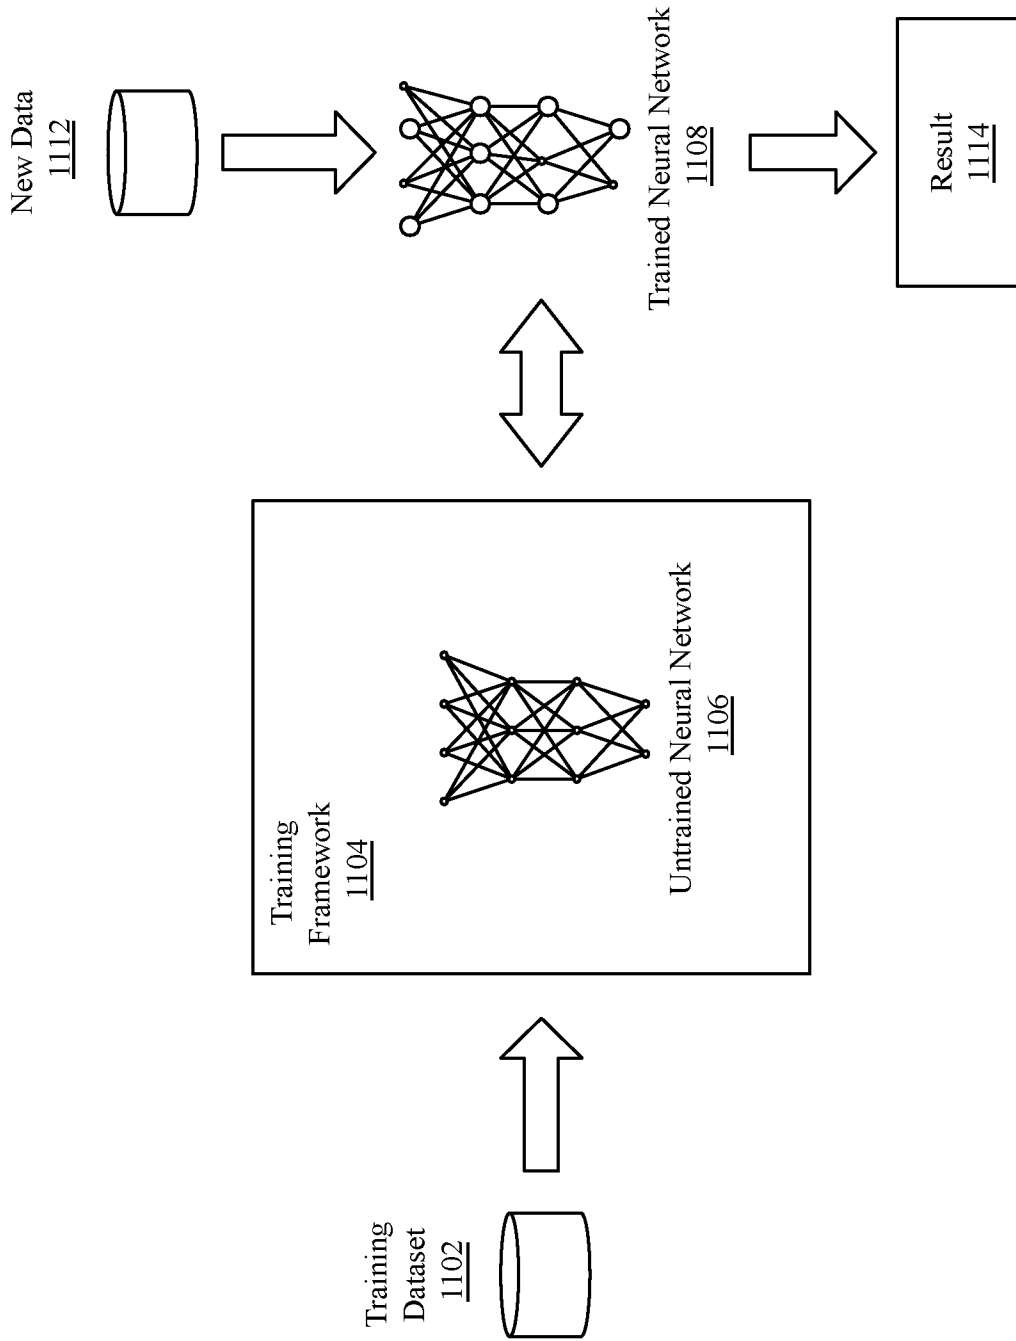 Training
Dataset
1102
Training
Framework
1104
Untrained Neural Network
1106
New Data
1112
Trained Neural Network
1108
Result
1114